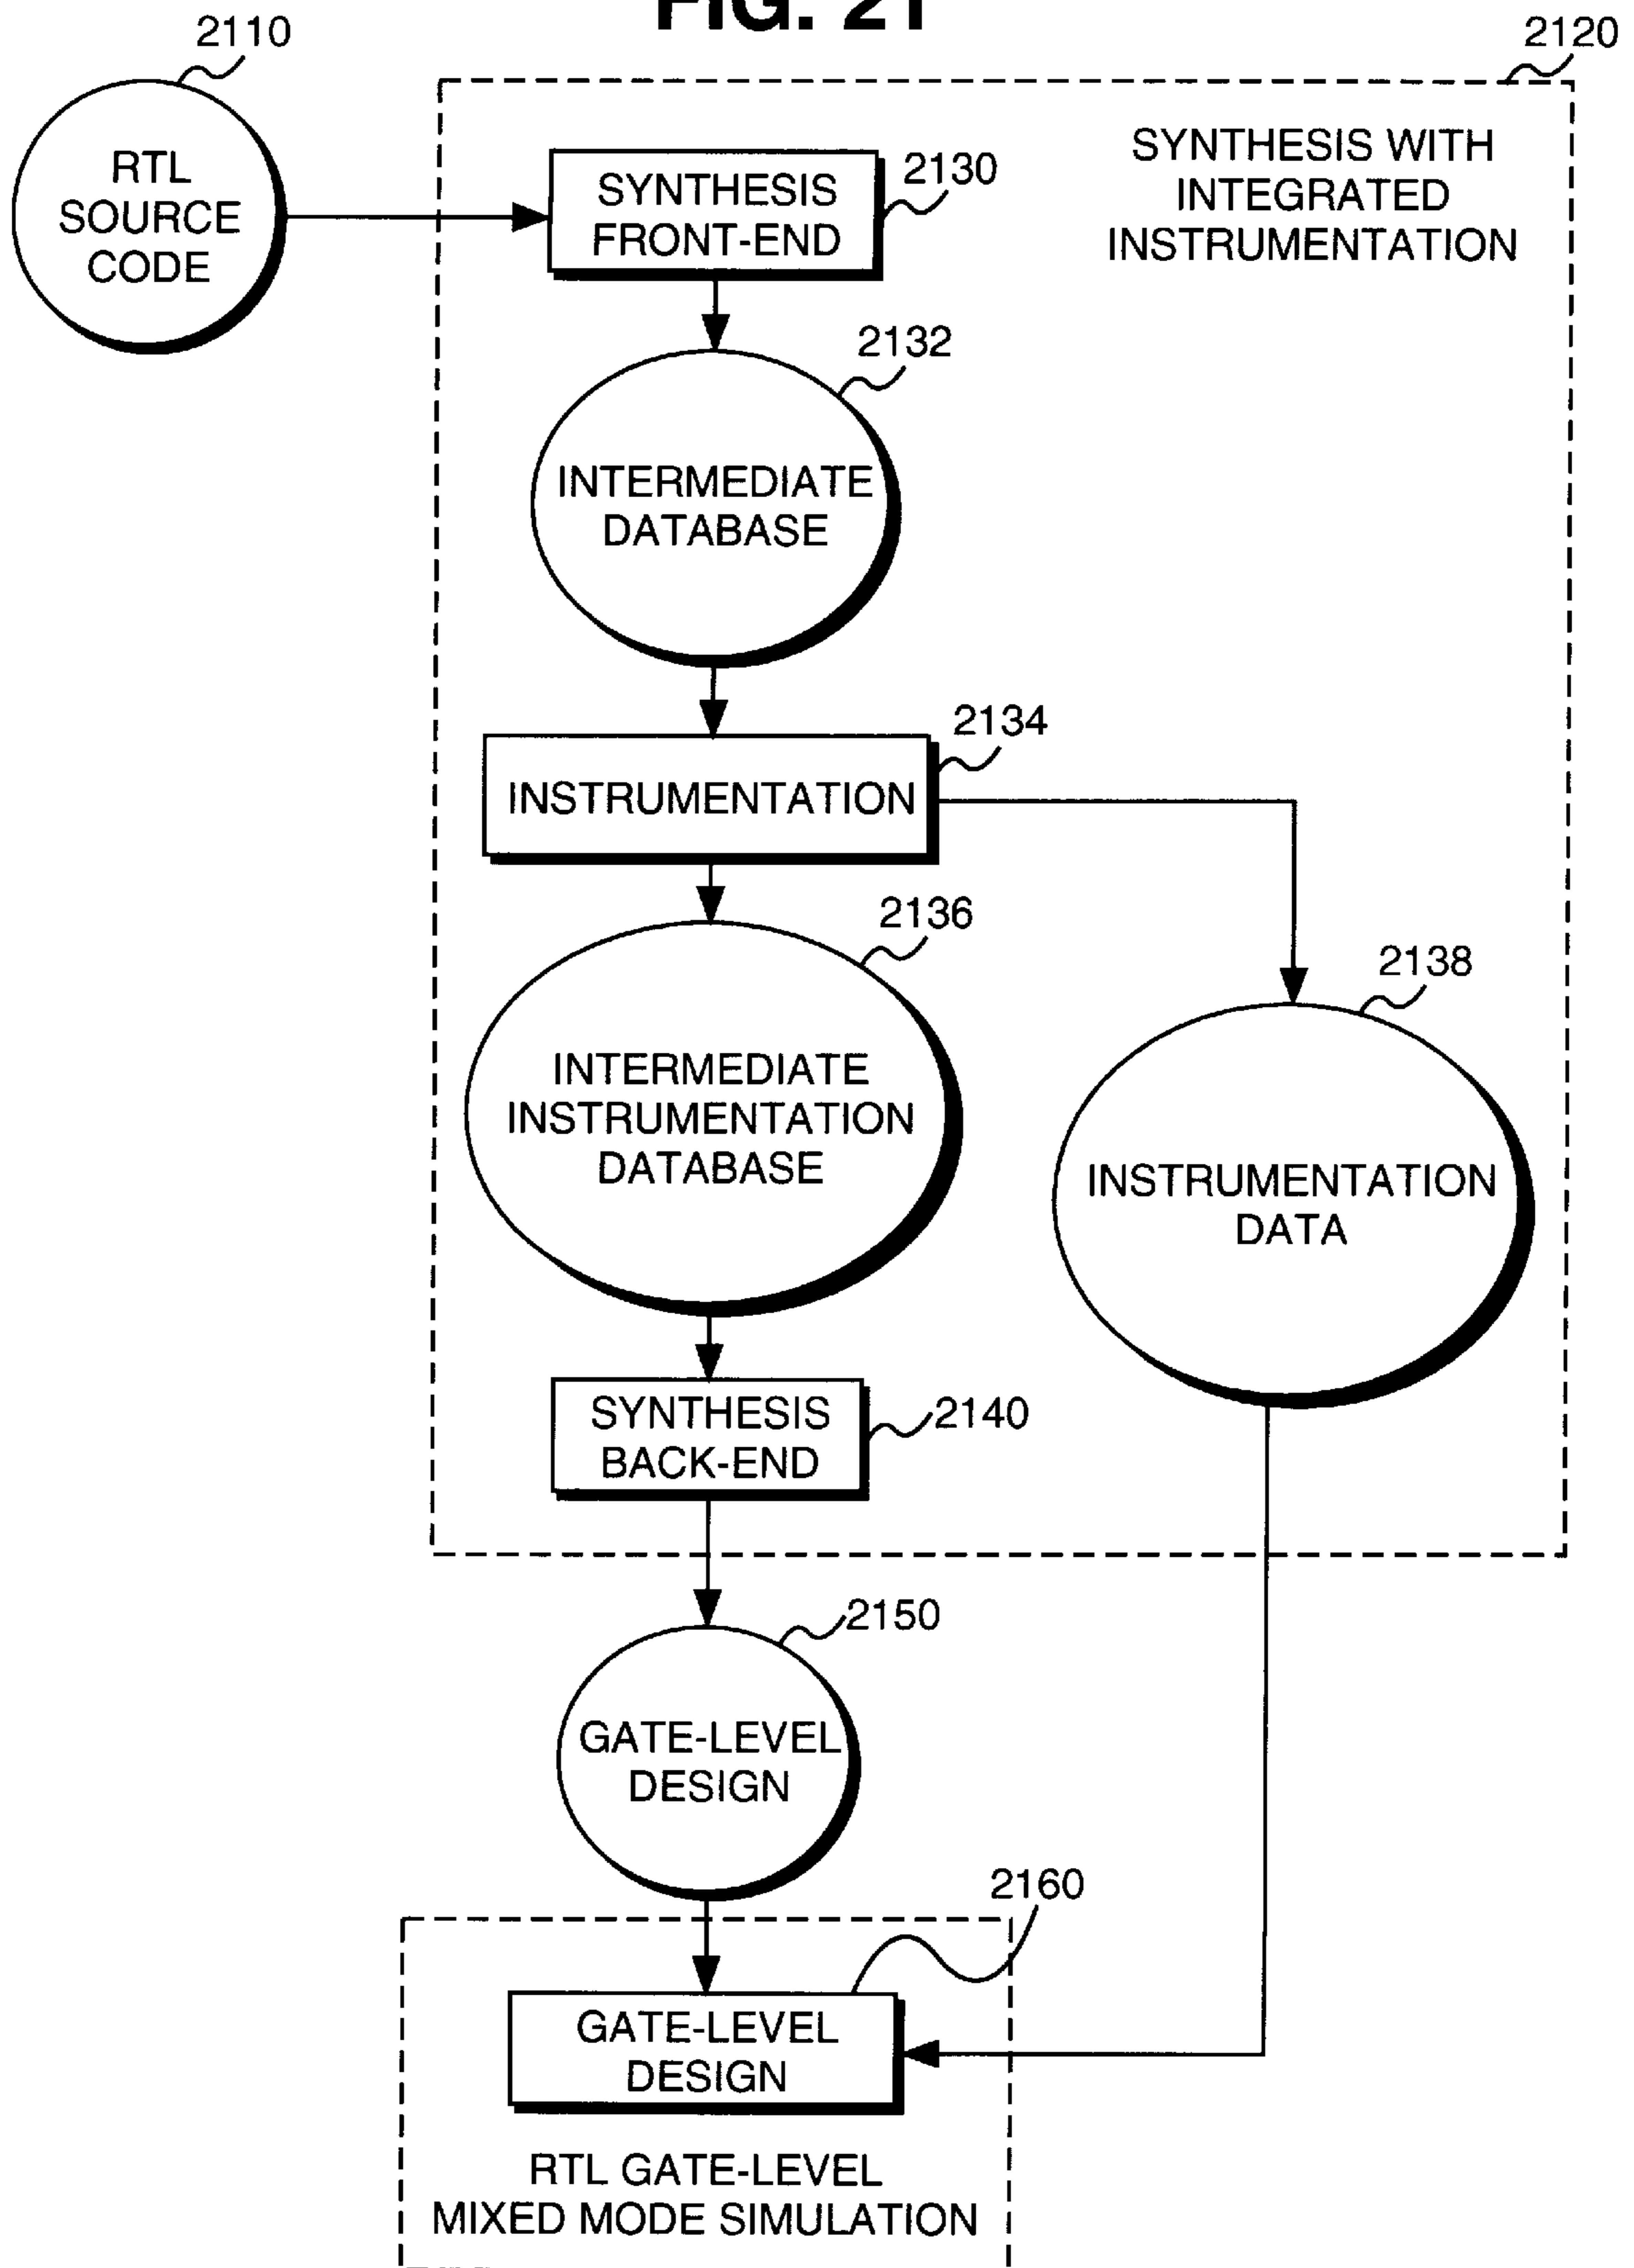 FIG. 21
2110
2120
RTL
SOURCE
CODE
SYNTHESIS
FRONT-END
2130
SYNTHESIS WITH
INTEGRATED
INSTRUMENTATION
2132
INTERMEDIATE
DATABASE
2134
INSTRUMENTATION
2136
2138
INTERMEDIATE
INSTRUMENTATION
DATABASE
INSTRUMENTATION
DATA
SYNTHESIS
BACK-END
2140
2150
GATE-LEVEL
DESIGN
2160
GATE-LEVEL
DESIGN
RTL GATE-LEVEL
MIXED MODE SIMULATION